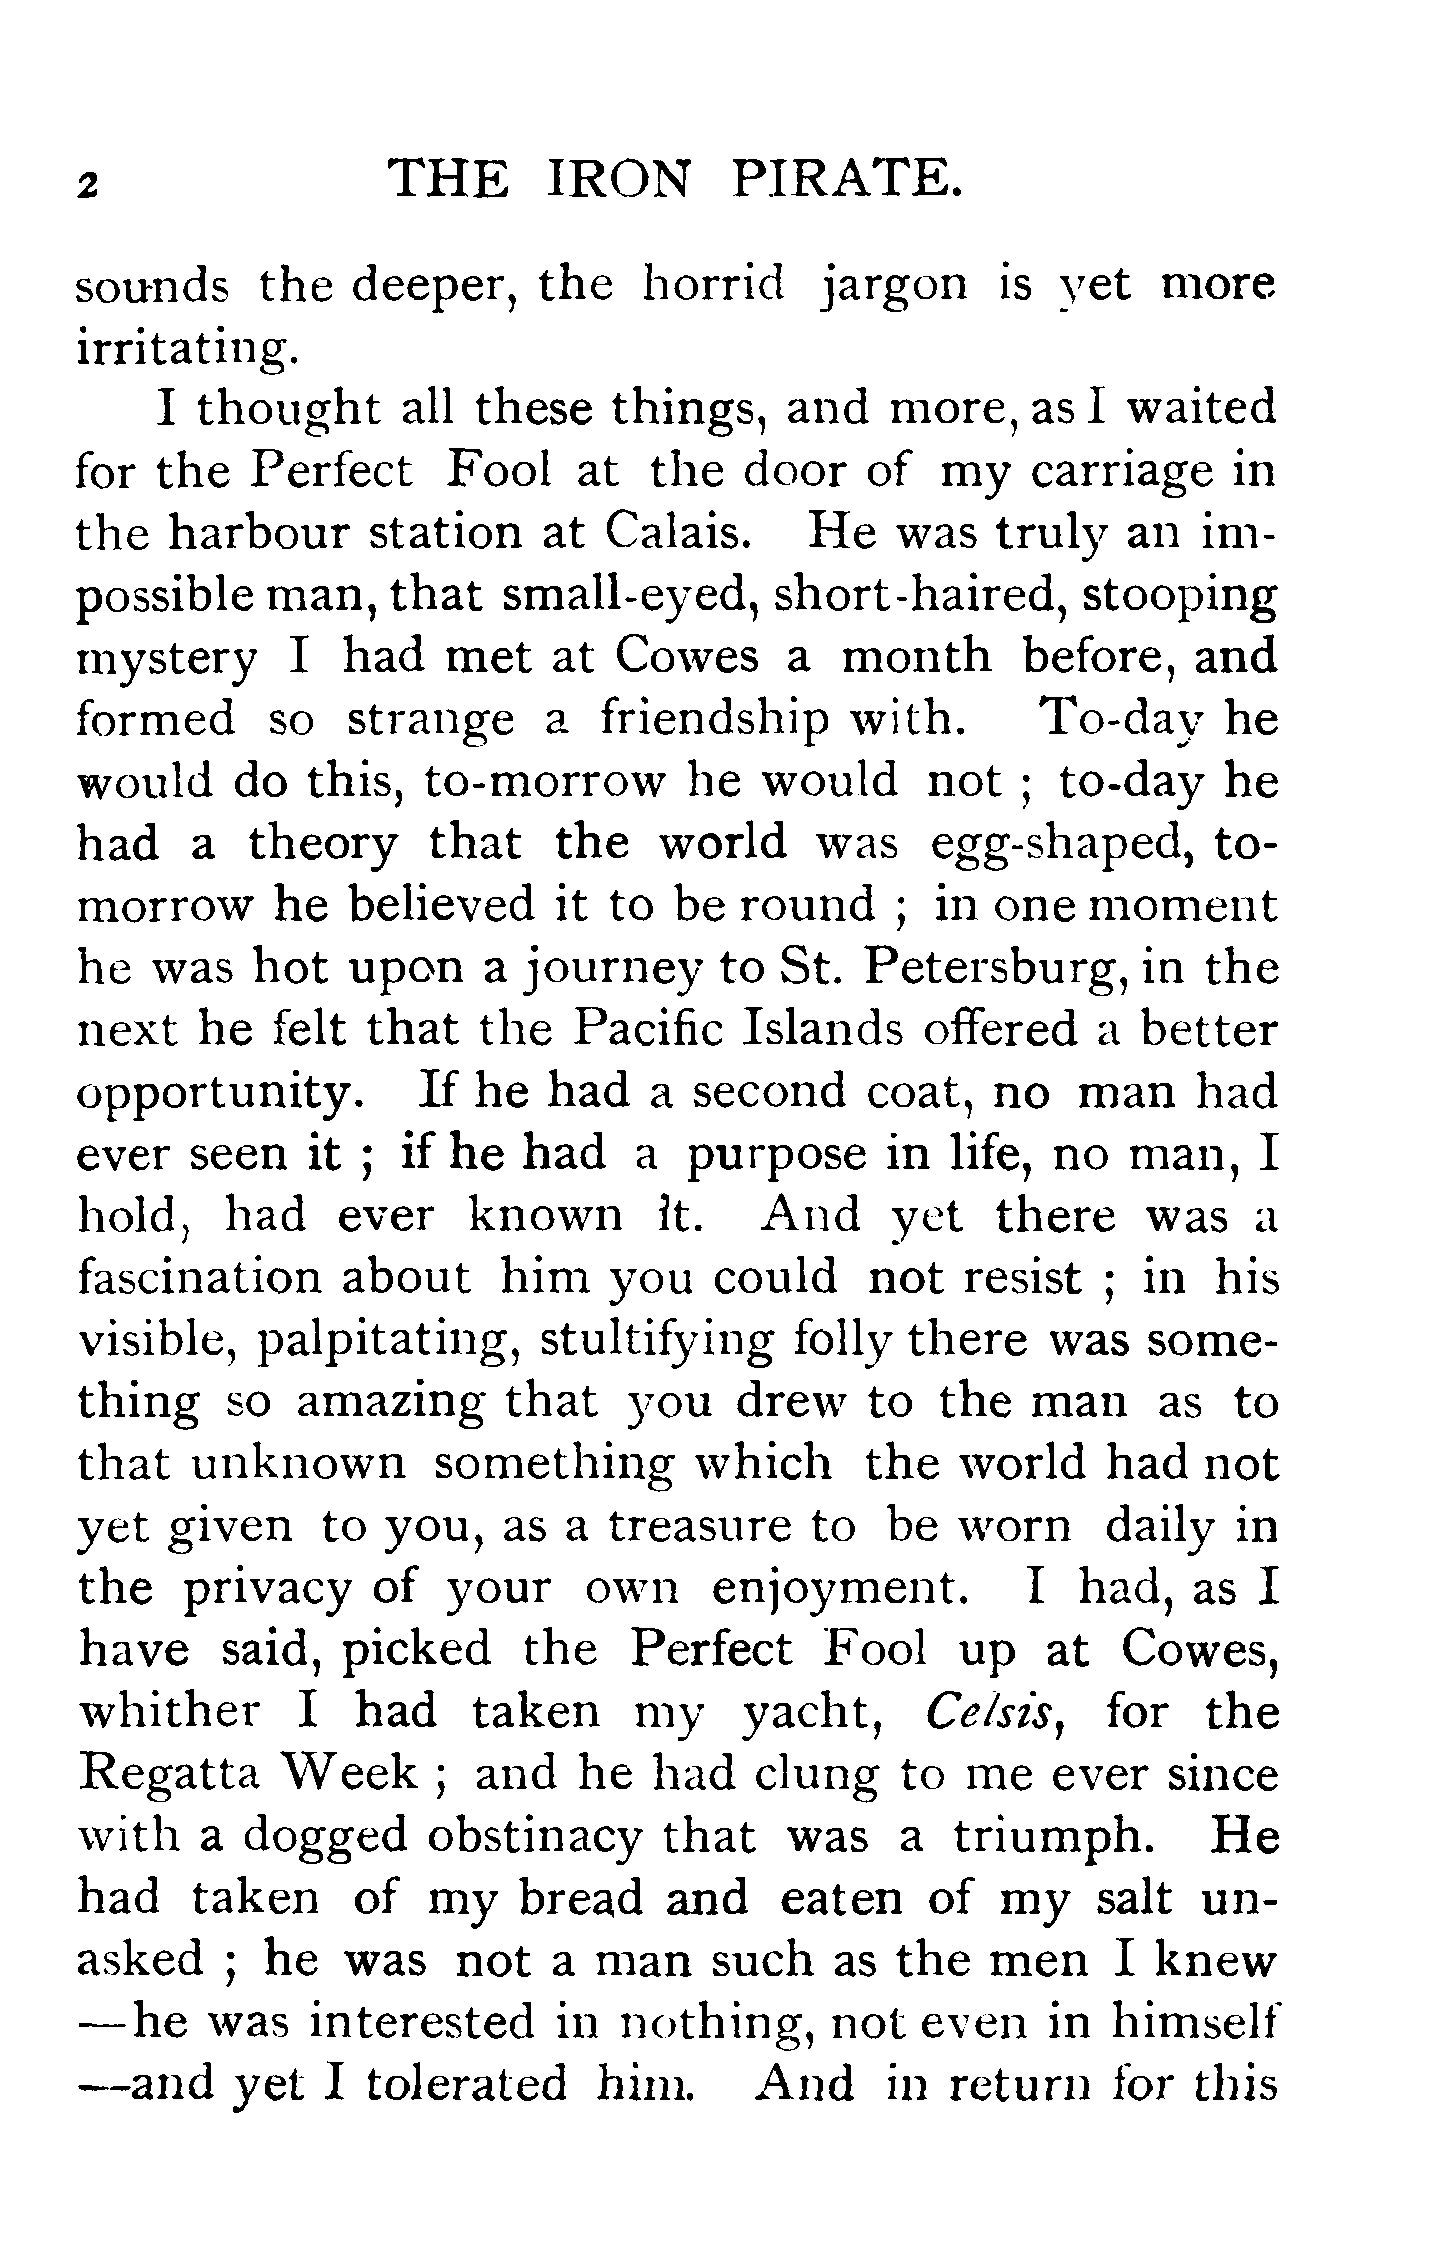 2 THE IRON PIRATE.
sounds the deeper, the horrid jargon is yet more
irritating.
I thought all these things, and more, as I waited
for the Perfect Fool at the door of my carriage in
the harbour station at Calais. He was truly an im-
possible man, that small-eyed, short-haired, stooping
mystery I had met at Cowes a month before, and
formed so strange a friendship with. To-day he
would do this, to-morrow he would not ; to-day he
had a theory that the world was egg-shaped, to-
morrow he believed it to be round ; in one moment
he was hot upon a journey to St. Petersburg, in the
next he felt that the Pacific Islands offered a better
opportunity. If he had a second coat, no man had
ever seen it ; if he had a purpose in life, no man, I
hold, had ever known it. And yet there was a
fascination about him you could not resist ; in his
visible, palpitating, stultifying folly there was some-
thing so amazing that you drew to the man as to
that unknown something which the world had not
yet given to you, as a treasure to be worn daily in
the privacy of your own enjoyment. I had, as I
have said, picked the Perfect Fool up at Cowes,
whither I had taken my yacht, Celsis, for the
Regatta Week ; and he had clung to me ever since
with a dogged obstinacy that was a triumph. He
had taken of my bread and eaten of my salt un-
asked ; he was not a man such as the men I knew
—he was interested in nothing, not even in himself
—and yet I tolerated him. And in return for this